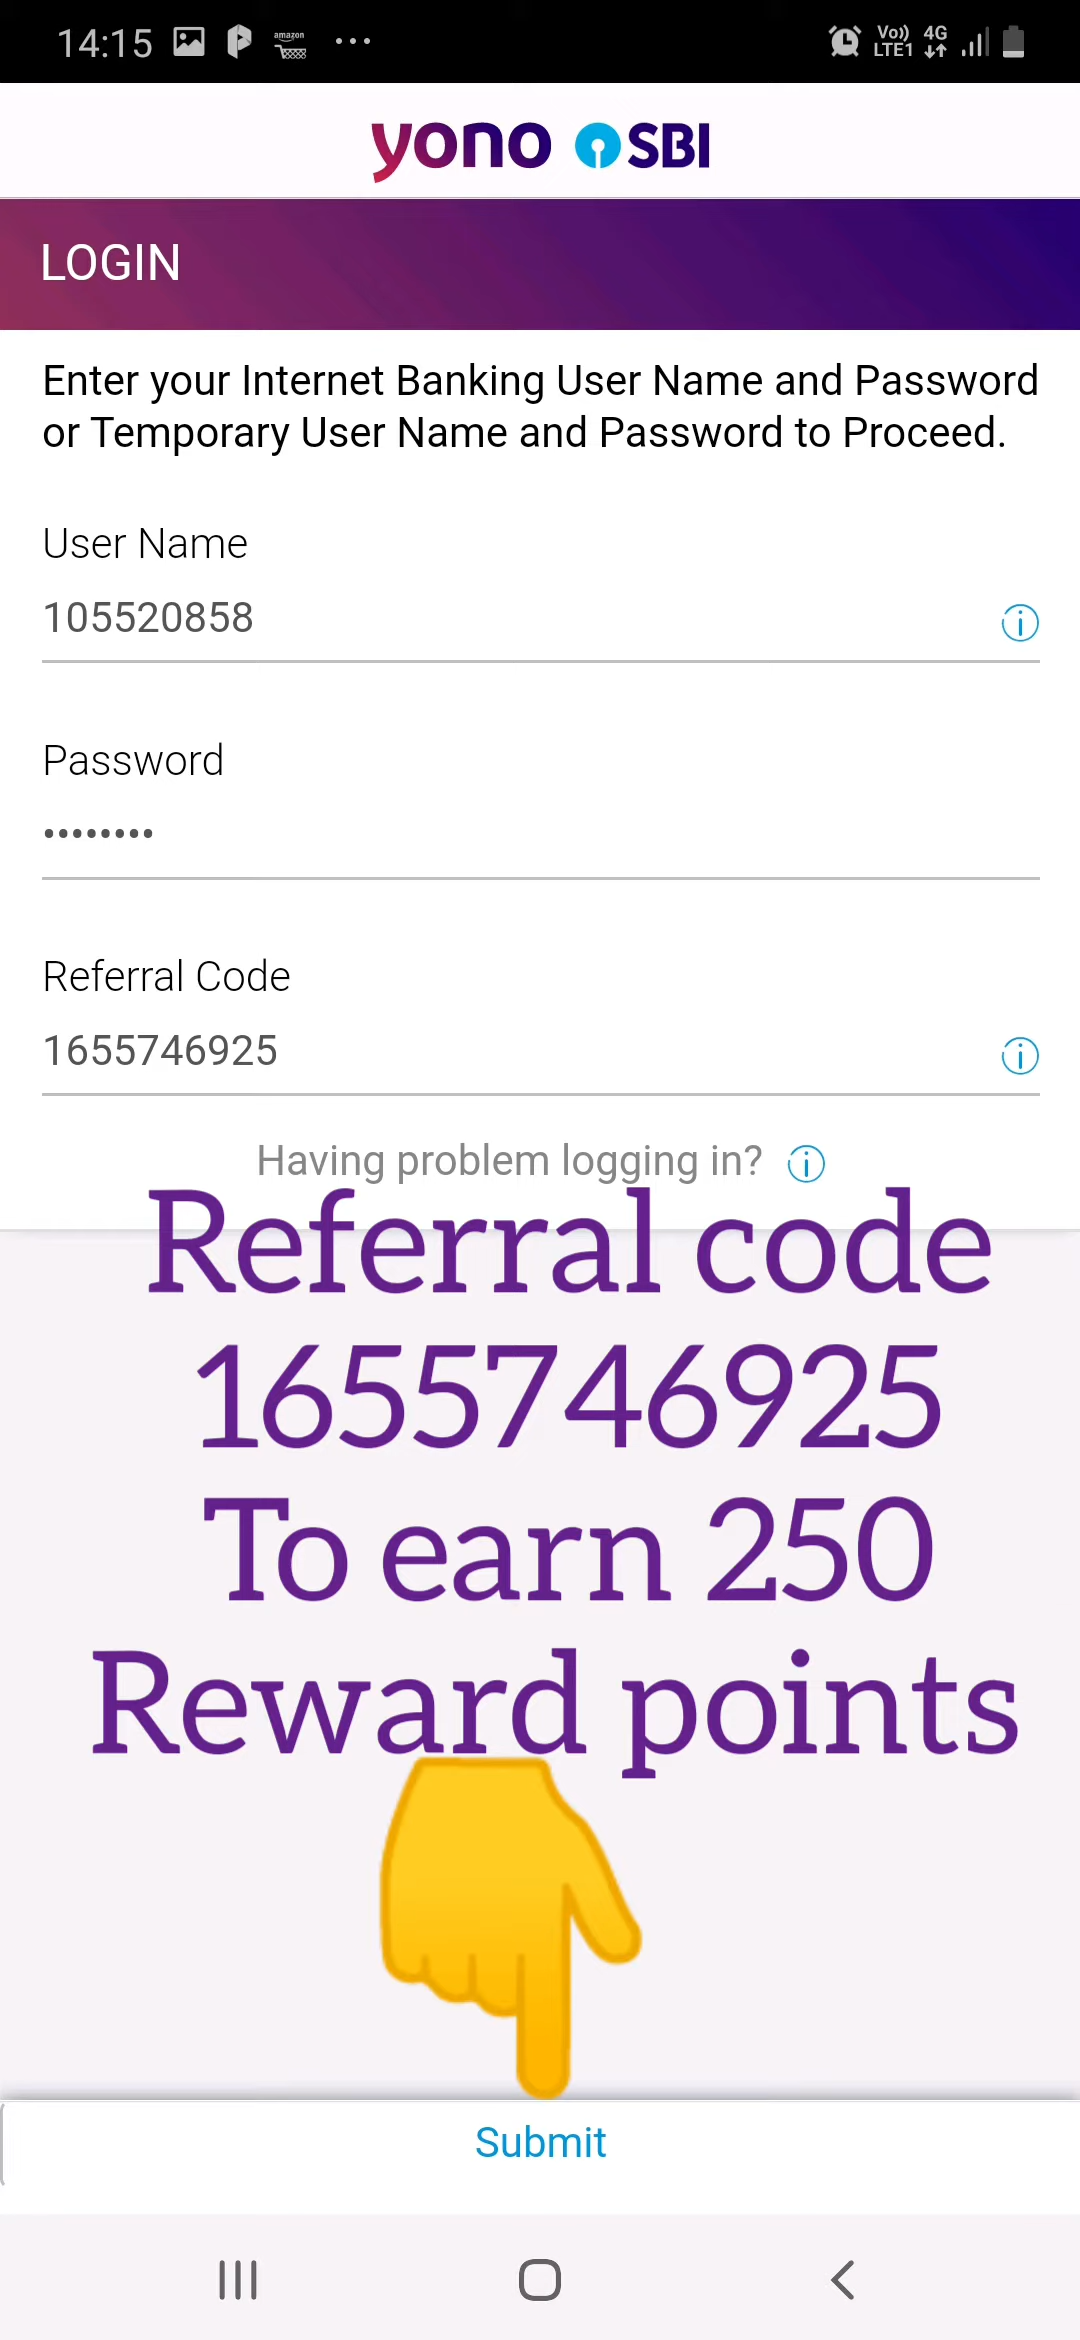 14:15
amazon
Vo)) LTE1 4G
yono SBI
LOGIN
Enter your Internet Banking User Name and Password
or Temporary User Name and Password to Proceed.
User Name
105520858
Password
••••••••
Referral Code
1655746925
Having problem logging in?
Referral code
1655746925
To earn 250
Reward points
Submit